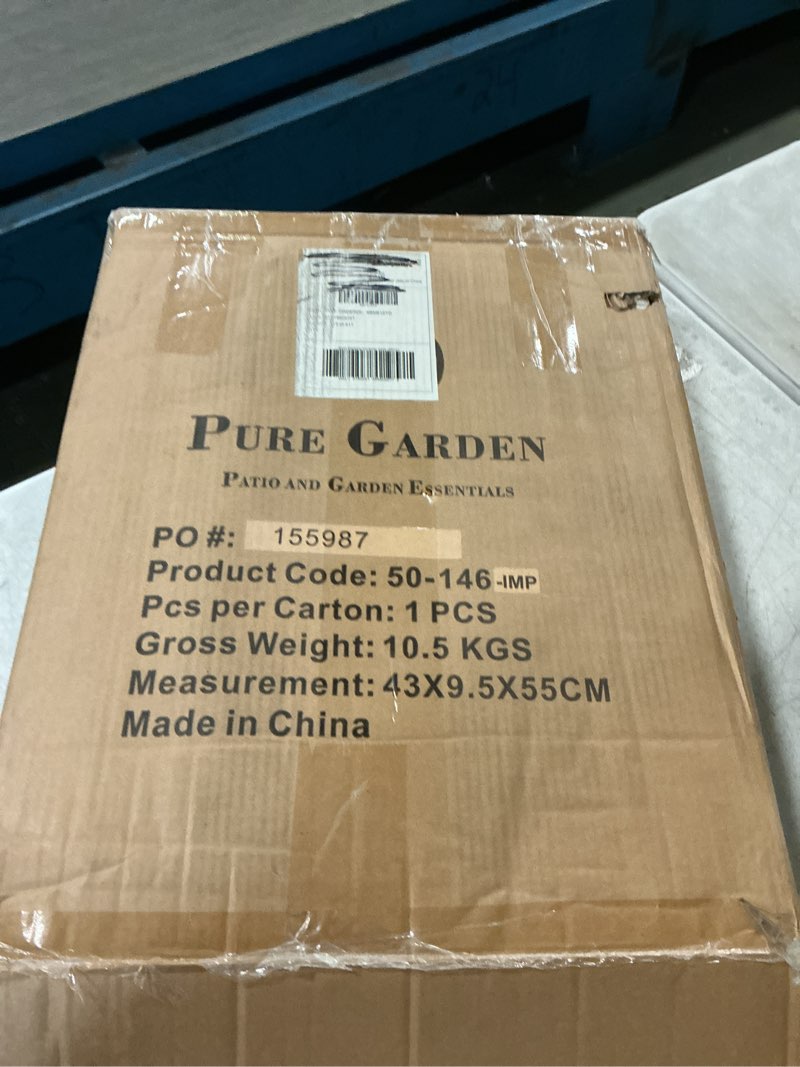 PURE GARDEN
PATIO AND GARDEN ESSENTIALS
PO #: 155987
Product Code: 50-146-IMP
Pcs per Carton: 1 PCS
Gross Weight: 10.5 KGS
Measurement: 43X9.5X55CM
Made in China